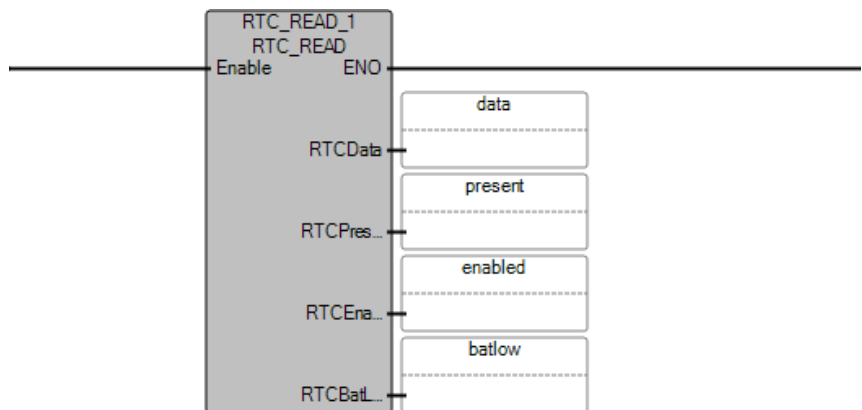 RTC_READ_1
RTC_READ
Enable ENO
data
RTCData
present
RTCPres...
enabled
RTCEna...
batlow
RTCBatL...